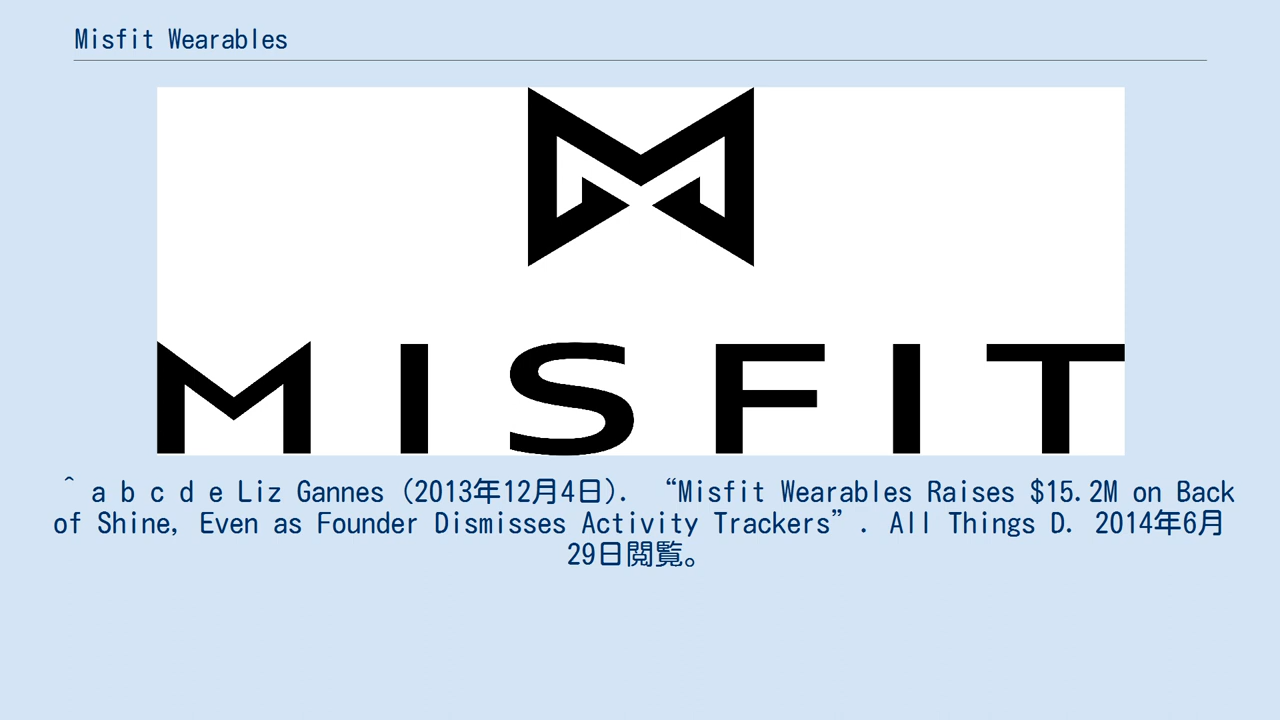 Misfit Wearables
MISFIT
^ a b c d e Liz Gannes (2013年12月4日). “Misfit Wearables Raises $15.2M on Back
of Shine, Even as Founder Dismisses Activity Trackers”. All Things D. 2014年6月
29日閲覧。